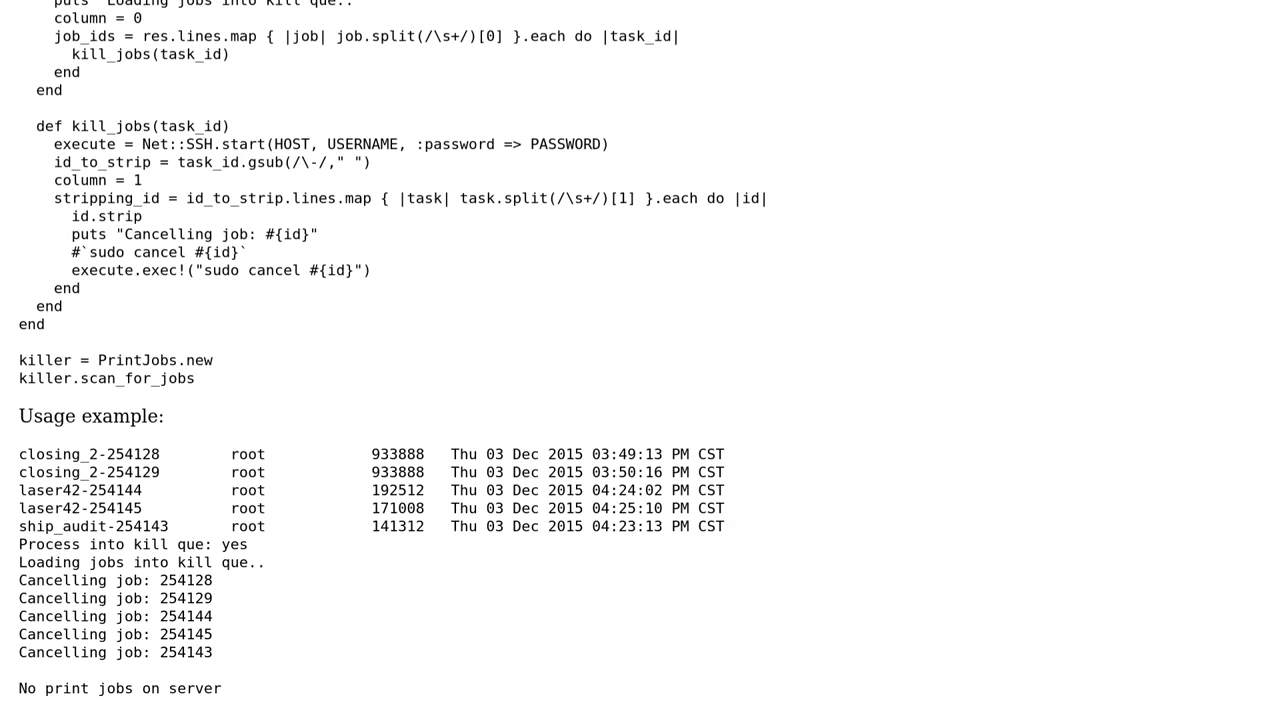 puts "Loading jobs into kill que.."
column = 0
job_ids = res.lines.map { |job| job.split(/\s+/)[0] }.each do |task_id|
kill_jobs(task_id)
end
end
def kill_jobs(task_id)
execute = Net::SSH.start(HOST, USERNAME, :password => PASSWORD)
id_to_strip = task_id.gsub(/\-/," ")
column = 1
stripping_id = id_to_strip.lines.map { |task| task.split(/\s+/)[1] }.each do |id|
id.strip
puts "Cancelling job: #{id}"
#`sudo cancel #{id}`
execute.exec!("sudo cancel #{id}")
end
end
end
killer = PrintJobs.new
killer.scan_for_jobs
Usage example:
closing_2-254128 root 933888 Thu 03 Dec 2015 03:49:13 PM CST
closing_2-254129 root 933888 Thu 03 Dec 2015 03:50:16 PM CST
laser42-254144 root 192512 Thu 03 Dec 2015 04:24:02 PM CST
laser42-254145 root 171008 Thu 03 Dec 2015 04:25:10 PM CST
ship_audit-254143 root 141312 Thu 03 Dec 2015 04:23:13 PM CST
Process into kill que: yes
Loading jobs into kill que..
Cancelling job: 254128
Cancelling job: 254129
Cancelling job: 254144
Cancelling job: 254145
Cancelling job: 254143
No print jobs on server